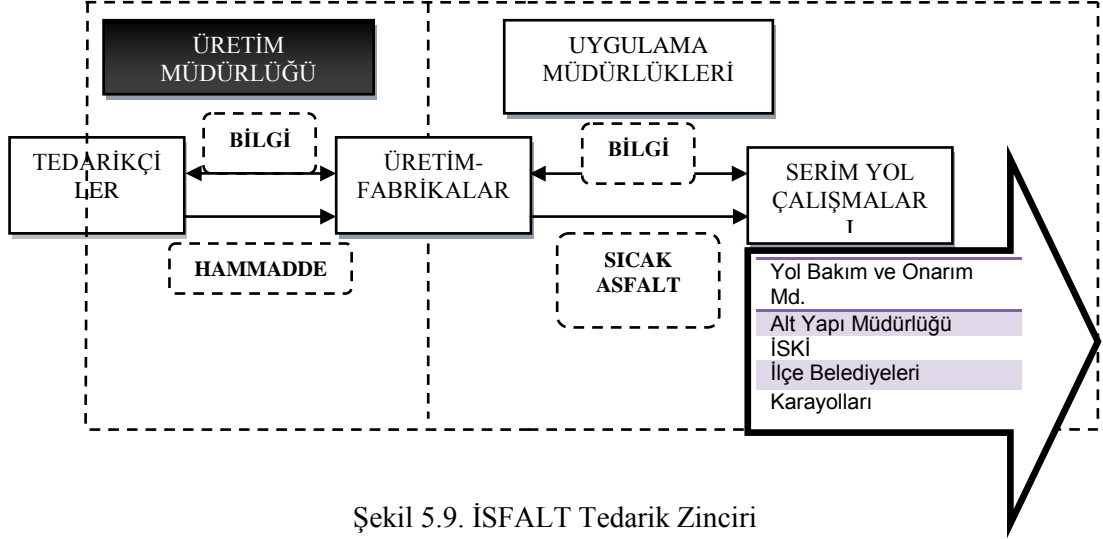 ÜRETİM
MÜDÜRLÜĞÜ
UYGULAMA
MÜDÜRLÜKLERİ
TEDARİKÇİ
LER
BİLGİ
HAMMADDE
ÜRETİM-
FABRİKALAR
BİLGİ
SICAK
ASFALT
SERİM YOL
ÇALIŞMALAR
I
Yol Bakım ve Onarım
Md.
Alt Yapı Müdürlüğü
İSKİ
İlçe Belediyeleri
Karayolları
Şekil 5.9. İSFALT Tedarik Zinciri